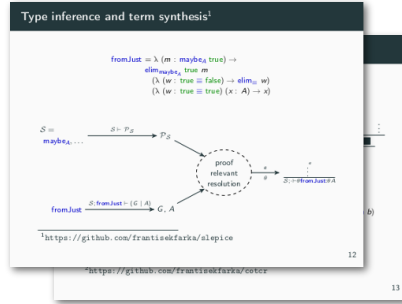 Type inference and term synthesis¹
fromJust = λ (m : maybe_A true) →
elim_maybe_A true m
(λ (w : true ≡ false) → elim_≡ w)
(λ (w : true ≡ true) (x : A) → x)
𝒮 =
maybe_A, …
𝒮 ⊢ 𝒫_𝒮
𝒫_𝒮
proof
relevant
resolution
fromJust
𝒮; fromJust ⊢ (G | A)
G, A
¹https://github.com/frantisekfarka/slepice
12
b)
²https://github.com/frantisekfarka/cotcr
13